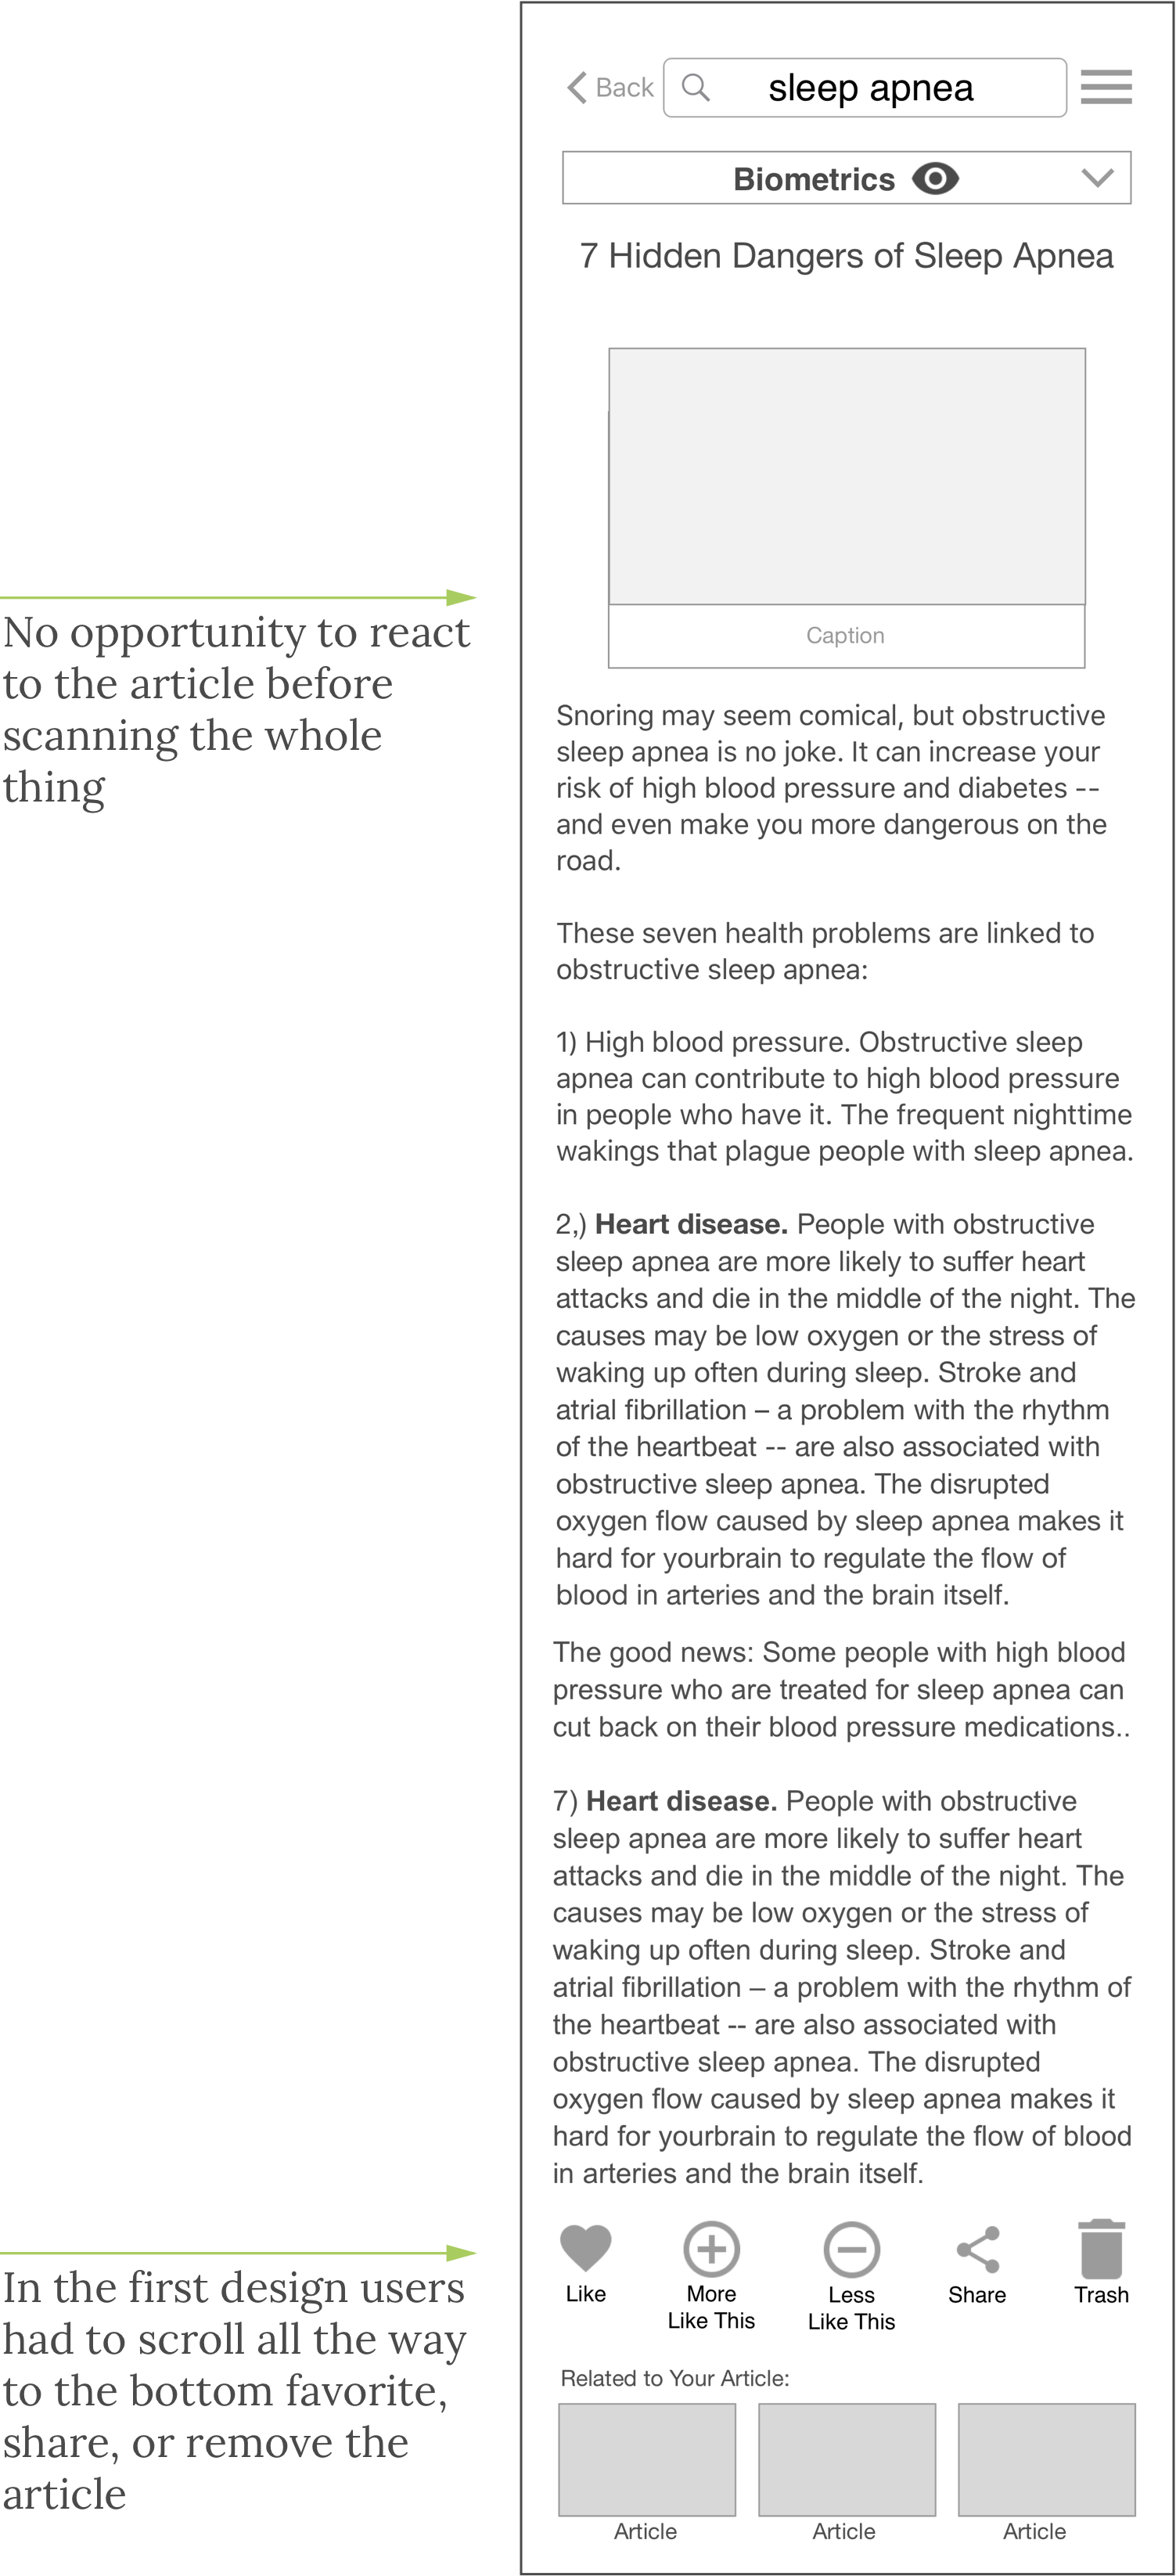 Back
sleep apnea
Biometrics
7 Hidden Dangers of Sleep Apnea
Caption
No opportunity to react
to the article before
scanning the whole
thing
Snoring may seem comical, but obstructive
sleep apnea is no joke. It can increase your
risk of high blood pressure and diabetes --
and even make you more dangerous on the
road.
These seven health problems are linked to
obstructive sleep apnea:
1) High blood pressure. Obstructive sleep
apnea can contribute to high blood pressure
in people who have it. The frequent nighttime
wakings that plague people with sleep apnea.
2,) Heart disease. People with obstructive
sleep apnea are more likely to suffer heart
attacks and die in the middle of the night. The
causes may be low oxygen or the stress of
waking up often during sleep. Stroke and
atrial fibrillation – a problem with the rhythm
of the heartbeat -- are also associated with
obstructive sleep apnea. The disrupted
oxygen flow caused by sleep apnea makes it
hard for yourbrain to regulate the flow of
blood in arteries and the brain itself.
The good news: Some people with high blood
pressure who are treated for sleep apnea can
cut back on their blood pressure medications..
7) Heart disease. People with obstructive
sleep apnea are more likely to suffer heart
attacks and die in the middle of the night. The
causes may be low oxygen or the stress of
waking up often during sleep. Stroke and
atrial fibrillation – a problem with the rhythm of
the heartbeat -- are also associated with
obstructive sleep apnea. The disrupted
oxygen flow caused by sleep apnea makes it
hard for yourbrain to regulate the flow of blood
in arteries and the brain itself.
In the first design users
had to scroll all the way
to the bottom favorite,
share, or remove the
article
Like
More
Like This
Less
Like This
Share
Trash
Related to Your Article:
Article
Article
Article